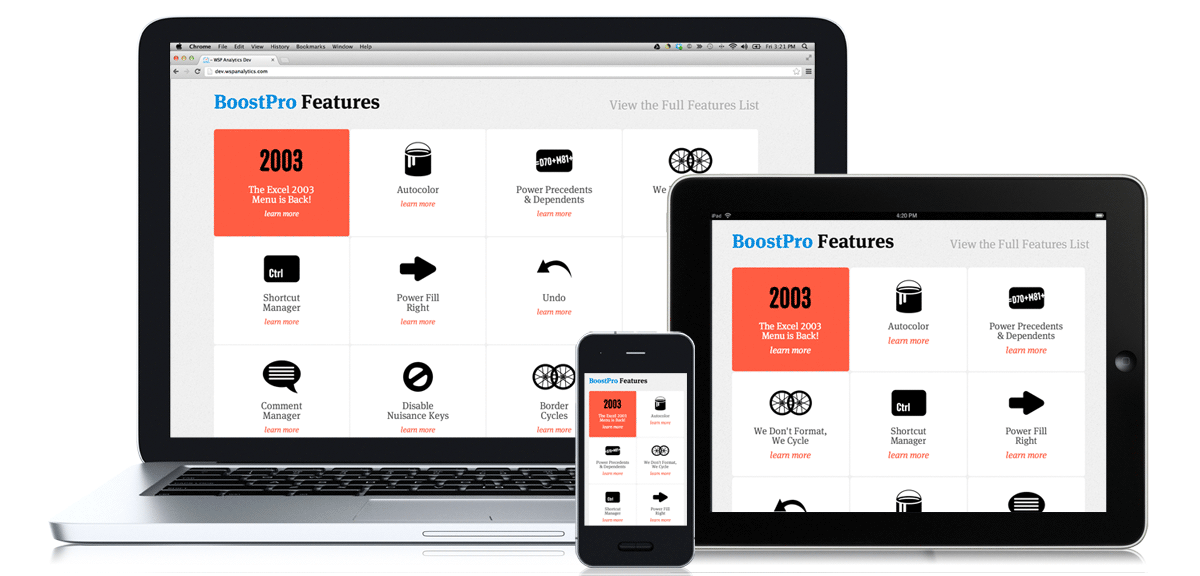 Chrome File Edit View History Bookmarks Window Help
Fri 3:21 PM
WSP Analytics Dev
dev.wspanalytics.com
BoostPro Features
View the Full Features List
2003
The Excel 2003
Menu is Back!
learn more
Autocolor
learn more
=D70+M81+
Power Precedents
& Dependents
learn more
We
Ctrl
Shortcut
Manager
learn more
Power Fill
Right
learn more
Undo
learn more
Comment
Manager
learn more
Disable
Nuisance Keys
learn more
Border
Cycles
learn more
iPad
4:20 PM
BoostPro Features
View the Full Features List
2003
The Excel 2003
Menu is Back!
learn more
Autocolor
learn more
=D70+M81+
Power Precedents
& Dependents
learn more
We Don't Format,
We Cycle
learn more
Ctrl
Shortcut
Manager
learn more
Power Fill
Right
learn more
BoostPro Features
2003
The Excel 2003
Menu is Back!
learn more
Autocolor
learn more
Power Precedents
& Dependents
learn more
We Don't Format,
We Cycle
learn more
Ctrl
Shortcut
Manager
learn more
Power Fill
Right
learn more